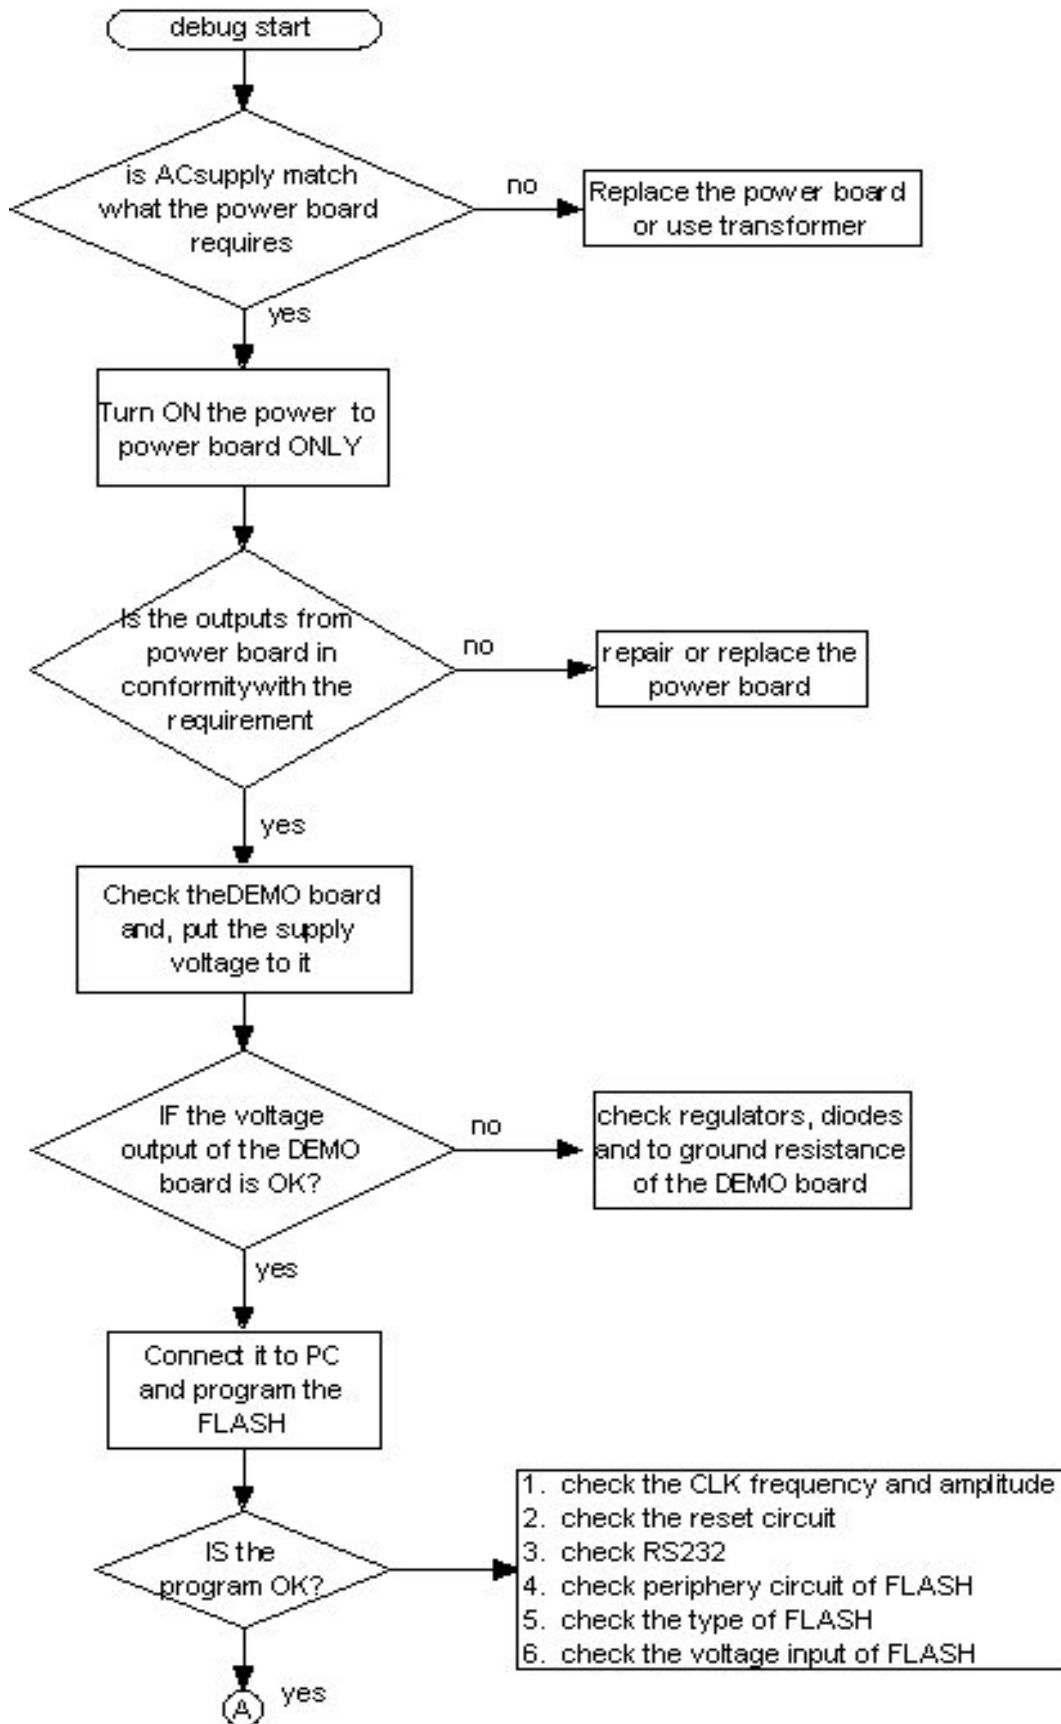 debug start
is ACsupply match
what the power board
requires
no
Replace the power board
or use transformer
yes
Turn ON the power to
power board ONLY
Is the outputs from
power board in
conformitywith the
requirement
no
repair or replace the
power board
yes
Check theDEMO board
and, put the supply
voltage to it
IF the voltage
output of the DEMO
board is OK?
no
check regulators, diodes
and to ground resistance
of the DEMO board
yes
Connect it to PC
and program the
FLASH
IS the
program OK?
1. check the CLK frequency and amplitude
2. check the reset circuit
3. check RS232
4. check periphery circuit of FLASH
5. check the type of FLASH
6. check the voltage input of FLASH
yes
A